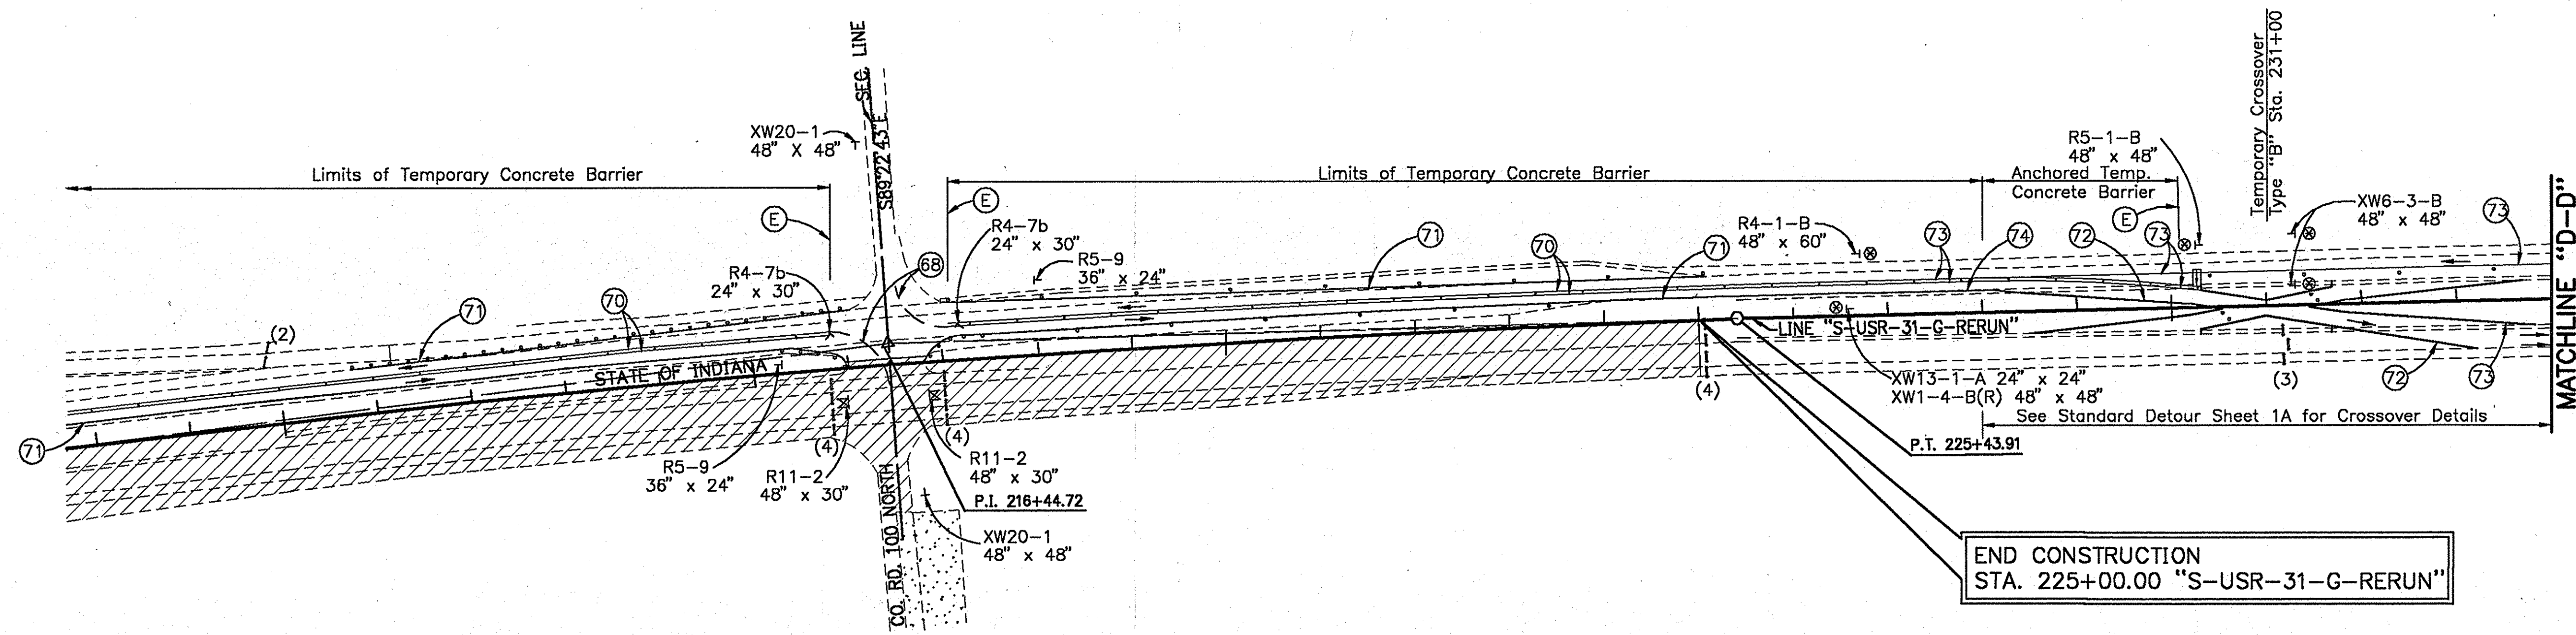 SEC. LINE
S89°22'43"E
XW20-1
48" X 48"
Limits of Temporary Concrete Barrier
E
R4-7b
24" x 30"
68
E
R4-7b
24" x 30"
R5-9
36" x 24"
Limits of Temporary Concrete Barrier
Anchored Temp.
Concrete Barrier
E
R5-1-B
48" x 48"
Temporary Crossover
Type "B" Sta. 231+00
XW6-3-B
48" x 48"
73
MATCHLINE "D-D"
R4-1-B
48" x 60"
71
70
71
73
74
72
73
(2)
71
70
STATE OF INDIANA
71
LINE "S-USR-31-G-RERUN"
XW13-1-A 24" x 24"
XW1-4-B(R) 48" x 48"
See Standard Detour Sheet 1A for Crossover Details
(3)
72
73
(4)
(4)
(4)
R5-9
36" x 24"
R11-2
48" x 30"
R11-2
48" x 30"
P.I. 216+44.72
P.T. 225+43.91
CO. RD. 100 NORTH
XW20-1
48" x 48"
END CONSTRUCTION
STA. 225+00.00 "S-USR-31-G-RERUN"